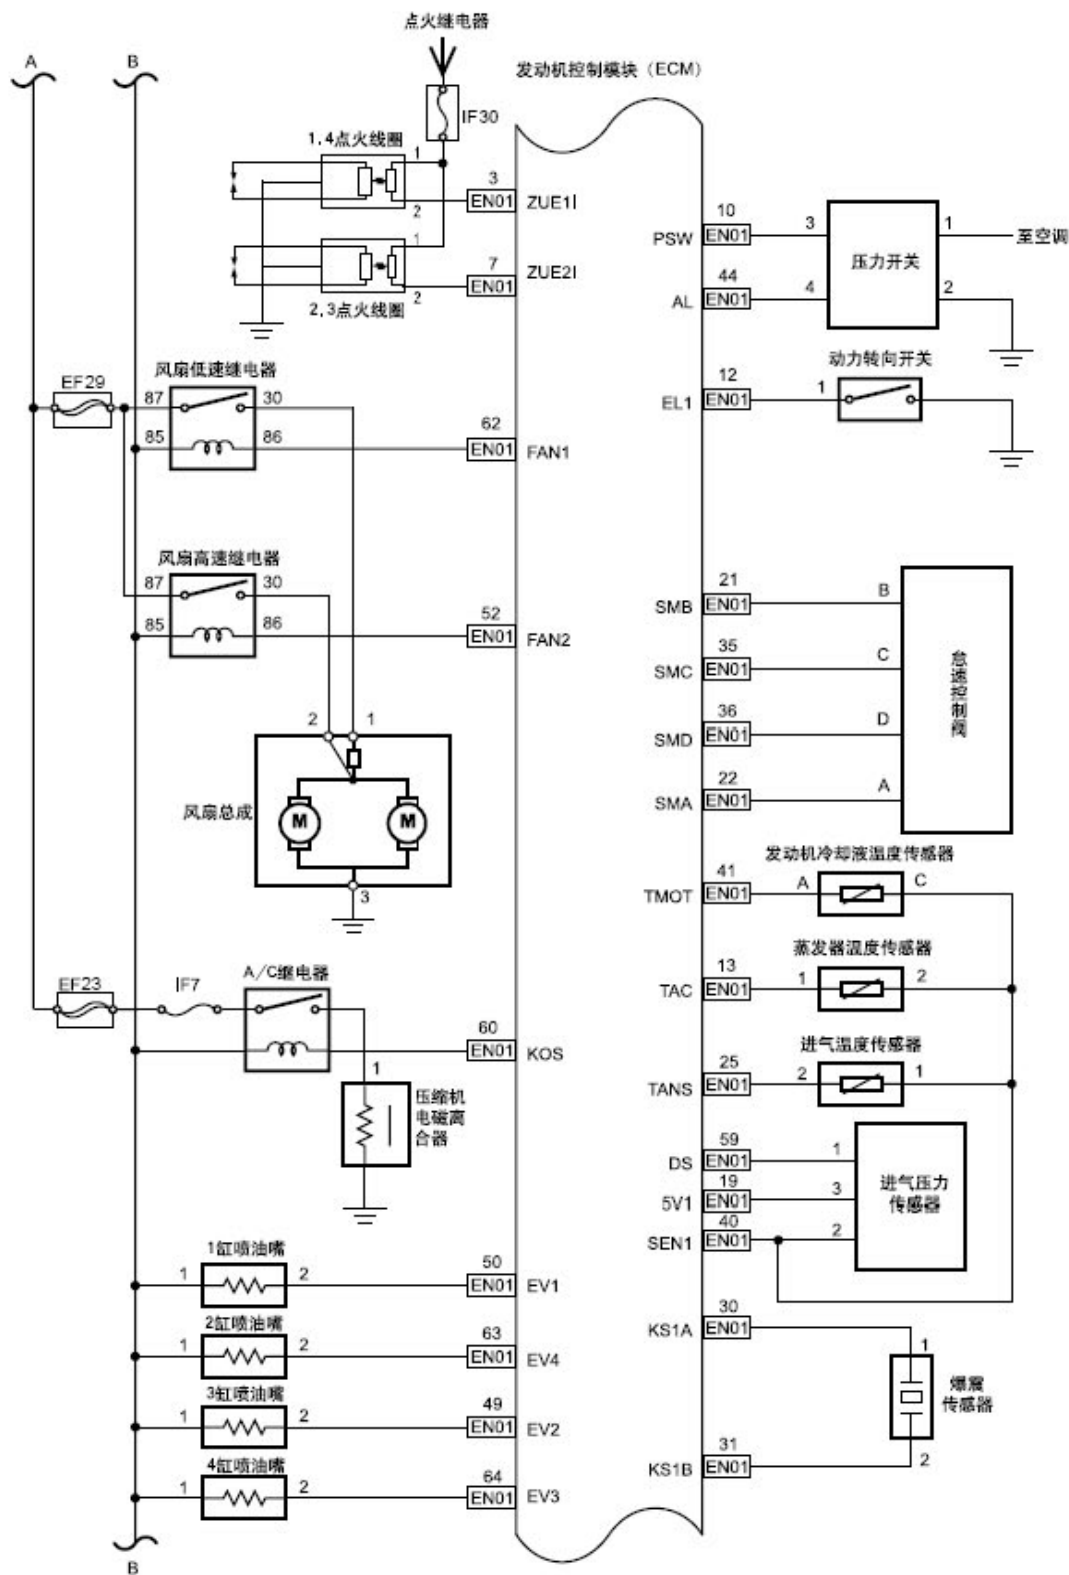 点火继电器
A
B
发动机控制模块（ECM）
IF30
1,4点火线圈
1
3
EN01
ZUE1I
2
1
7
EN01
ZUE2I
2
2,3点火线圈
10
PSW
EN01
3
压力开关
1
至空调
44
AL
EN01
4
2
动力转向开关
12
EL1
EN01
1
风扇低速继电器
EF29
87
30
85
86
62
EN01
FAN1
风扇高速继电器
87
30
85
86
52
EN01
FAN2
21
SMB
EN01
B
35
SMC
EN01
C
36
SMD
EN01
D
22
SMA
EN01
A
怠速控制阀
2
1
风扇总成
M
M
3
发动机冷却液温度传感器
41
TMOT
EN01
A
C
蒸发器温度传感器
13
TAC
EN01
1
2
进气温度传感器
25
TANS
EN01
2
1
A/C继电器
EF23
IF7
60
EN01
KOS
1
压缩机
电磁离
合器
59
DS
EN01
1
19
5V1
EN01
3
40
SEN1
EN01
2
进气压力
传感器
1缸喷油嘴
1
2
50
EN01
EV1
2缸喷油嘴
1
2
63
EN01
EV4
3缸喷油嘴
1
2
49
EN01
EV2
4缸喷油嘴
1
2
64
EN01
EV3
30
KS1A
EN01
1
爆震
传感器
31
KS1B
EN01
2
B